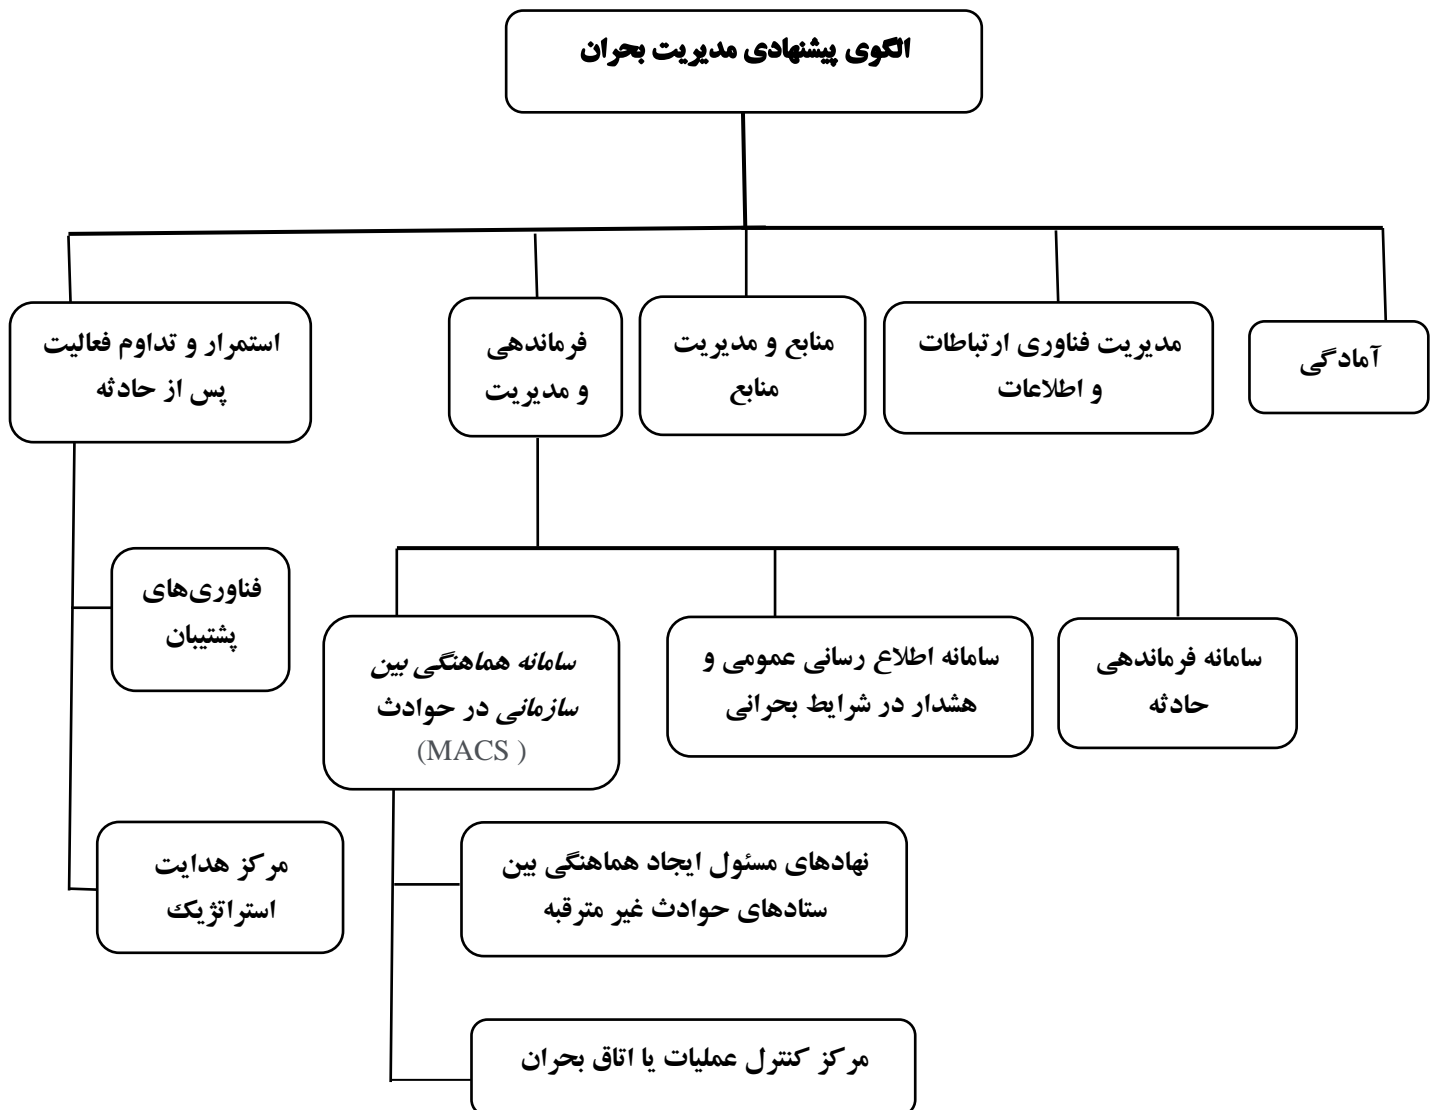 الگوی پیشنهادی مدیریت بحران
آمادگی
مدیریت فناوری ارتباطات
و اطلاعات
منابع و مدیریت
منابع
فرماندهی
و مدیریت
استمرار و تداوم فعالیت
پس از حادثه
سامانه فرماندهی
حادثه
سامانه اطلاع رسانی عمومی و
هشدار در شرایط بحرانی
سامانه هماهنگی بین
سازمانی در حوادث
(MACS )
فناوری‌های
پشتیبان
نهادهای مسئول ایجاد هماهنگی بین
ستادهای حوادث غیر مترقبه
مرکز هدایت
استراتژیک
مرکز کنترل عملیات یا اتاق بحران